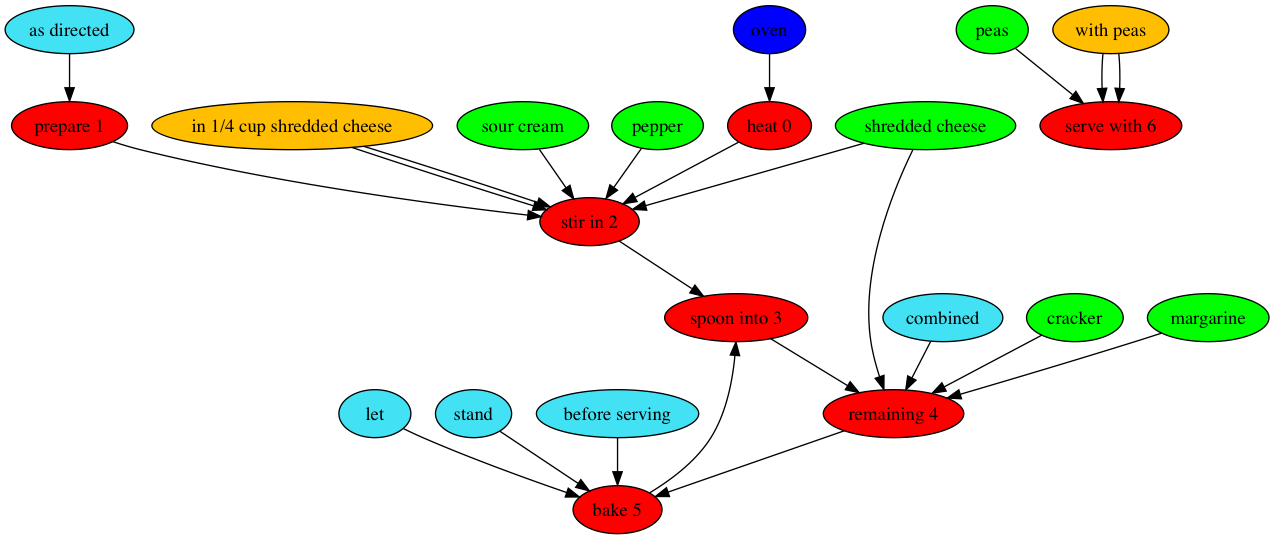 as directed
oven
peas
with peas
prepare 1
in 1/4 cup shredded cheese
sour cream
pepper
heat 0
shredded cheese
serve with 6
stir in 2
spoon into 3
combined
cracker
margarine
let
stand
before serving
remaining 4
bake 5